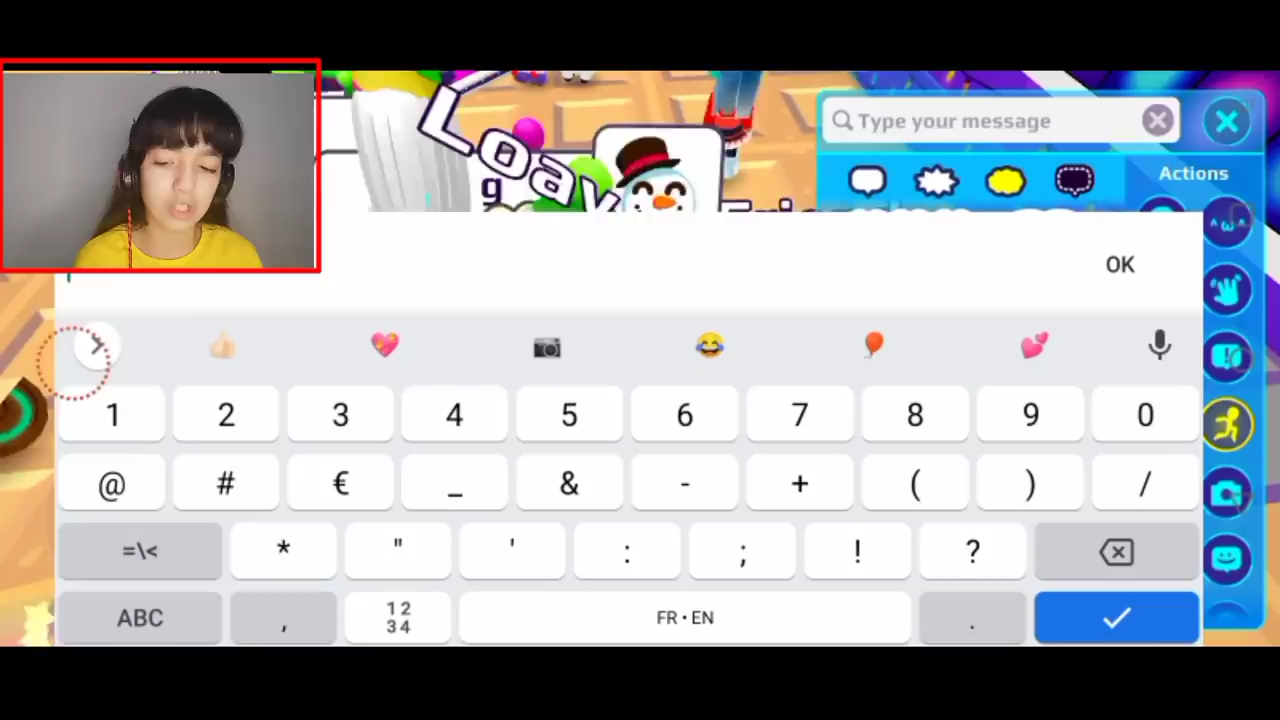 Type your message
Loay
g
Actions
OK
1 2 3 4 5 6 7 8 9 0
@ # € _ & - + ( ) /
=\< * " ' : ; ! ?
ABC , 12 34 FR • EN .